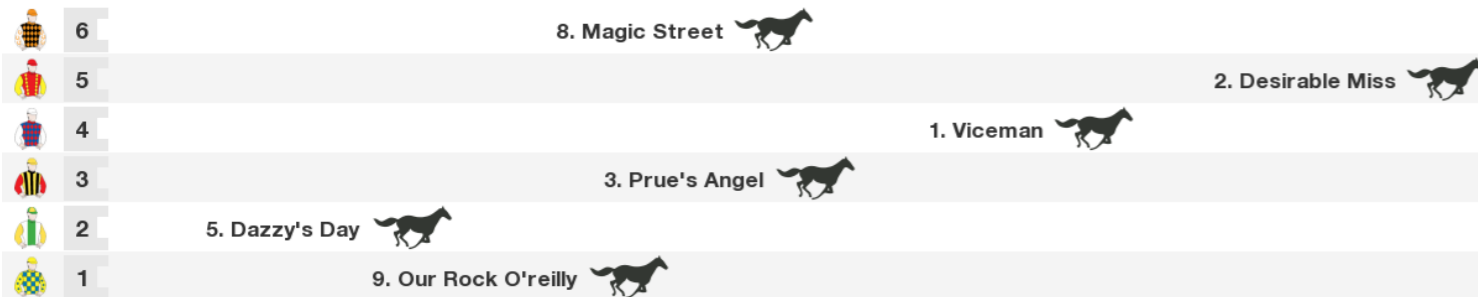 6 8. Magic Street
5 2. Desirable Miss
4 1. Viceman
3 3. Prue's Angel
2 5. Dazzy's Day
1 9. Our Rock O'reilly